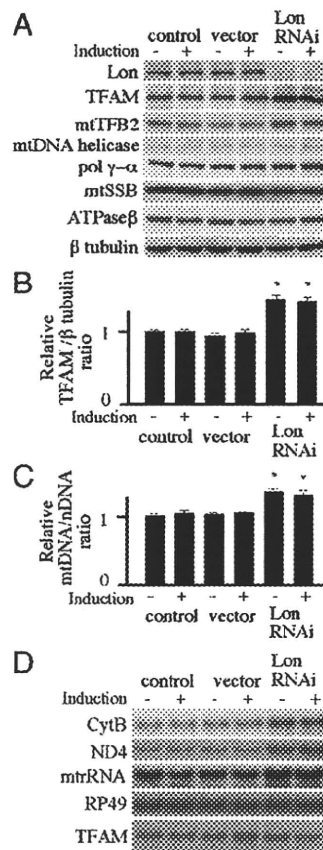 A
control vector Lon RNAi
Induction - + - + - +
Lon
TFAM
mtTFB2
mtDNA helicase
pol γ-α
mtSSB
ATPaseβ
β tubulin
B
Relative TFAM/β tubulin ratio
1
0
* *
Induction - + - + - +
control vector Lon RNAi
C
Relative mtDNA/nDNA ratio
1
0
* *
Induction - + - + - +
control vector Lon RNAi
D
control vector Lon RNAi
Induction - + - + - +
CytB
ND4
mtrRNA
RP49
TFAM